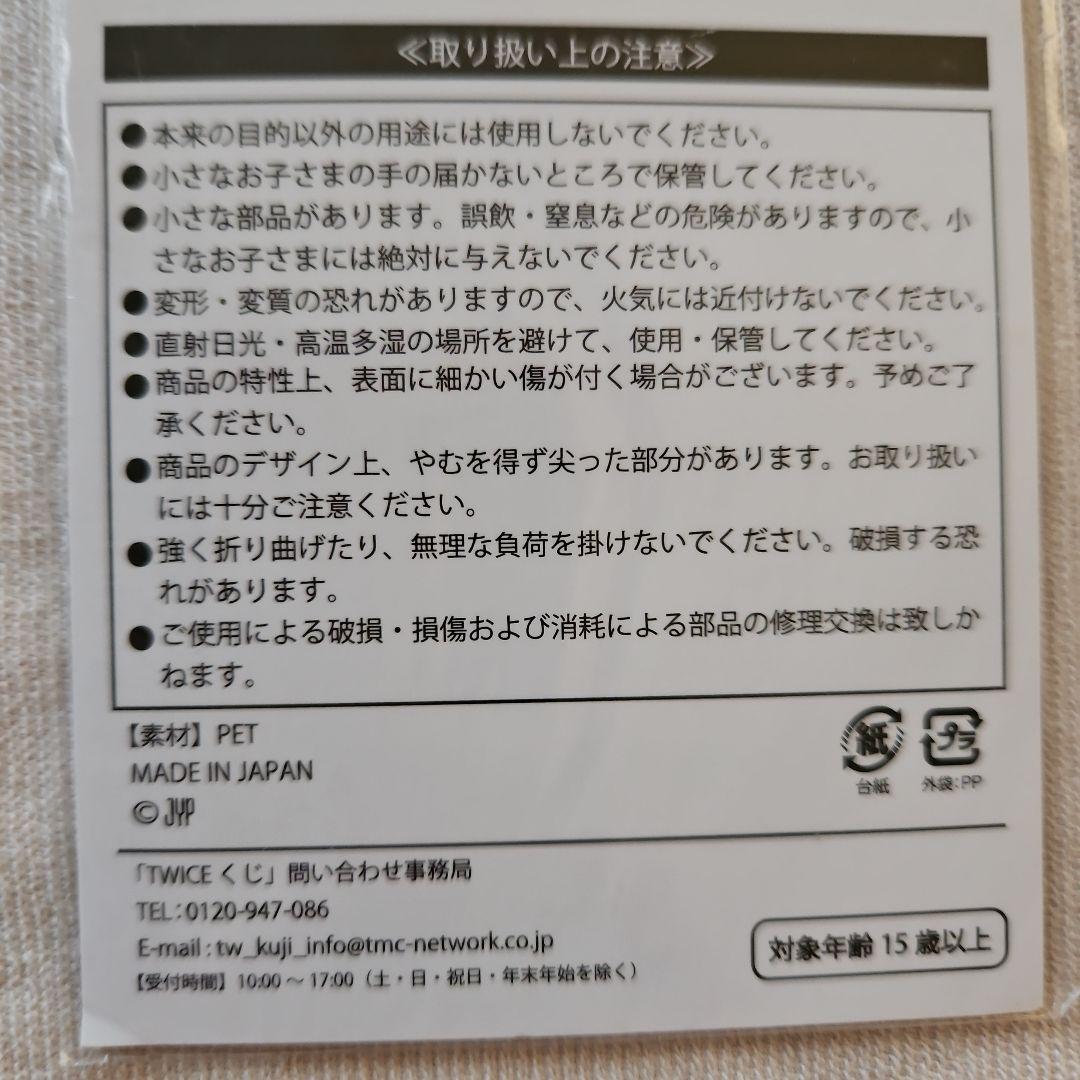 ≪取り扱い上の注意≫
●本来の目的以外の用途には使用しないでください。
●小さなお子さまの手の届かないところで保管してください。
●小さな部品があります。誤飲・窒息などの危険がありますので、小
さなお子さまには絶対に与えないでください。
●変形・変質の恐れがありますので、火気には近付けないでください。
●直射日光・高温多湿の場所を避けて、使用・保管してください。
●商品の特性上、表面に細かい傷が付く場合がございます。予めご了
承ください。
●商品のデザイン上、やむを得ず尖った部分があります。お取り扱い
には十分ご注意ください。
●強く折り曲げたり、無理な負荷を掛けないでください。破損する恐
れがあります。
●ご使用による破損・損傷および消耗による部品の修理交換は致しか
ねます。
【素材】PET
MADE IN JAPAN
© JYP
紙
台紙
プラ
外袋:PP
「TWICEくじ」問い合わせ事務局
TEL:0120-947-086
E-mail:tw_kuji_info@tmc-network.co.jp
【受付時間】10:00～17:00（土・日・祝日・年末年始を除く）
対象年齢15歳以上